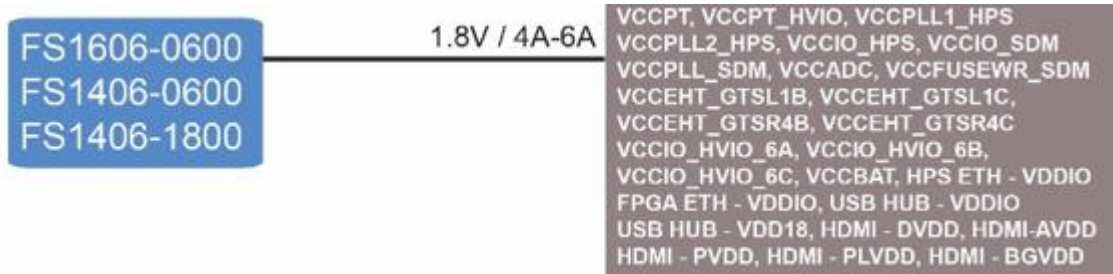 FS1606-0600
FS1406-0600
FS1406-1800
1.8V / 4A-6A
VCCPT, VCCPT_HVIO, VCCPLL1_HPS
VCCPLL2_HPS, VCCIO_HPS, VCCIO_SDM
VCCPLL_SDM, VCCADC, VCCFUSEWR_SDM
VCCEHT_GTSL1B, VCCEHT_GTSL1C,
VCCEHT_GTSR4B, VCCEHT_GTSR4C
VCCIO_HVIO_6A, VCCIO_HVIO_6B,
VCCIO_HVIO_6C, VCCBAT, HPS ETH - VDDIO
FPGA ETH - VDDIO, USB HUB - VDDIO
USB HUB - VDD18, HDMI - DVDD, HDMI-AVDD
HDMI - PVDD, HDMI - PLVDD, HDMI - BGVDD